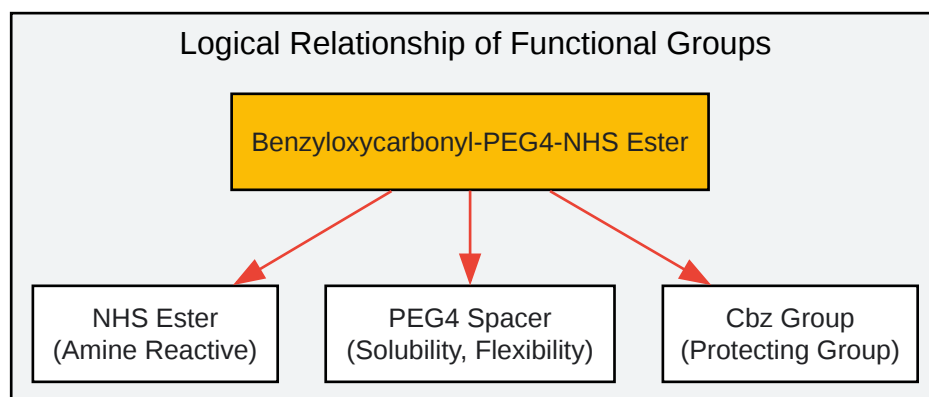 Logical Relationship of Functional Groups
Benzyloxycarbonyl-PEG4-NHS Ester
NHS Ester
(Amine Reactive)
PEG4 Spacer
(Solubility, Flexibility)
Cbz Group
(Protecting Group)